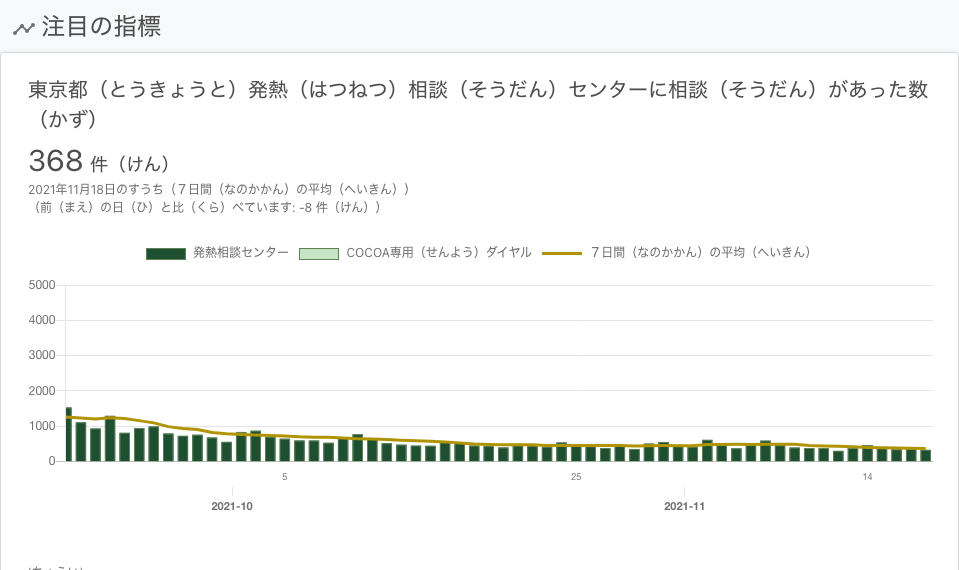 注目の指標
東京都（とうきょうと）発熱（はつねつ）相談（そうだん）センターに相談（そうだん）があった数
（かず）
368 件（けん）
2021年11月18日のすうち（７日間（なのかかん）の平均（へいきん））
（前（まえ）の日（ひ）と比（くら）べています: -8 件（けん））
発熱相談センター COCOA専用（せんよう）ダイヤル ７日間（なのかかん）の平均（へいきん）
5000
4000
3000
2000
1000
0
5 25 14
2021-10 2021-11